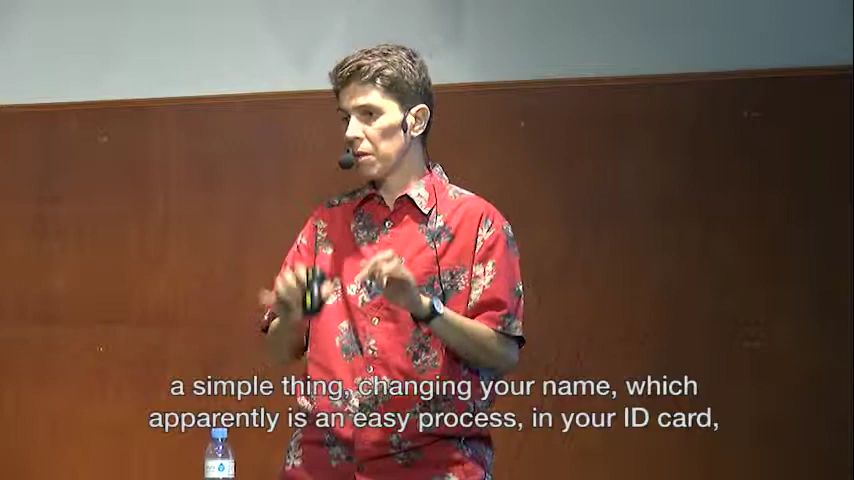 a simple thing, changing your name, which
apparently is an easy process, in your ID card,